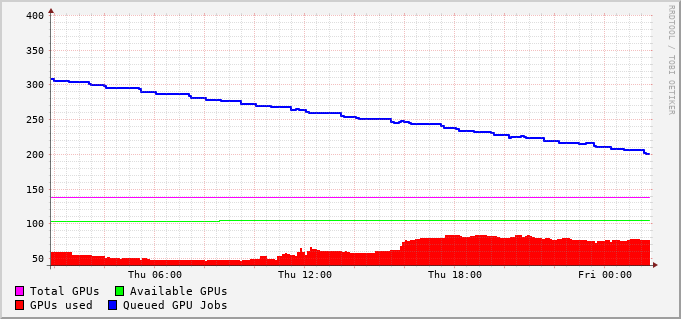 RRDTOOL / TOBI OETIKER
400
350
300
250
200
150
100
50
Thu 06:00 Thu 12:00 Thu 18:00 Fri 00:00
Total GPUs Available GPUs
GPUs used Queued GPU Jobs